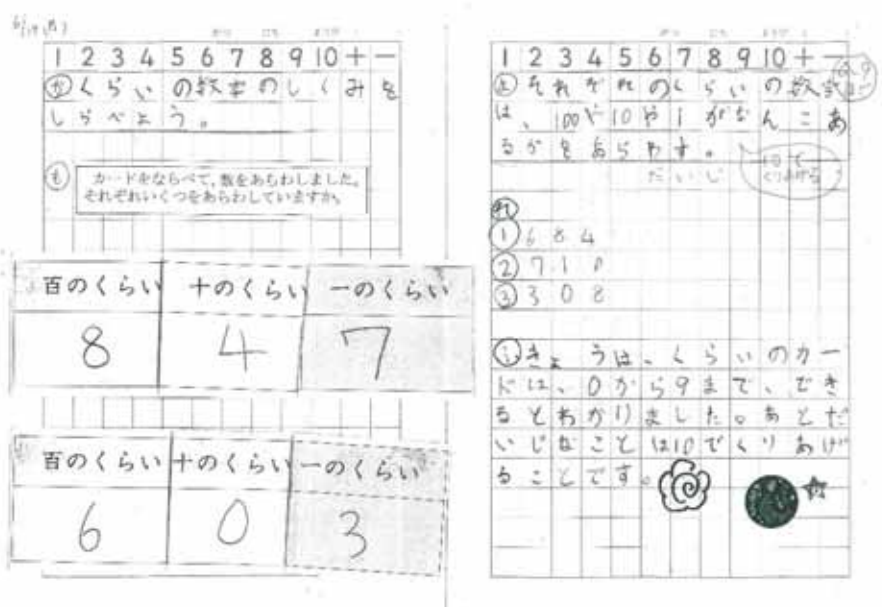 1 2 3 4 5 6 7 8 9 10 + −
か くらいの数字のしくみを
しらべよう。
も カードをならべて、数をあらわしました。
それぞれいくつをあらわしていますか。
百のくらい 十のくらい 一のくらい
8 4 7
百のくらい 十のくらい 一のくらい
6 0 3
1 2 3 4 5 6 7 8 9 10 + −
ま それぞれのくらいの数字
は、100や10や1がなんこあ
るかをあらわす。
だいじ
10で
くりあげる
れ
① 6 8 4
② 7 1 0
③ 3 0 8
きょうは、くらいのカー
ドは、0から9まで、でき
るとわかりました。あとだ
いじなことは10でくりあげ
ることです。